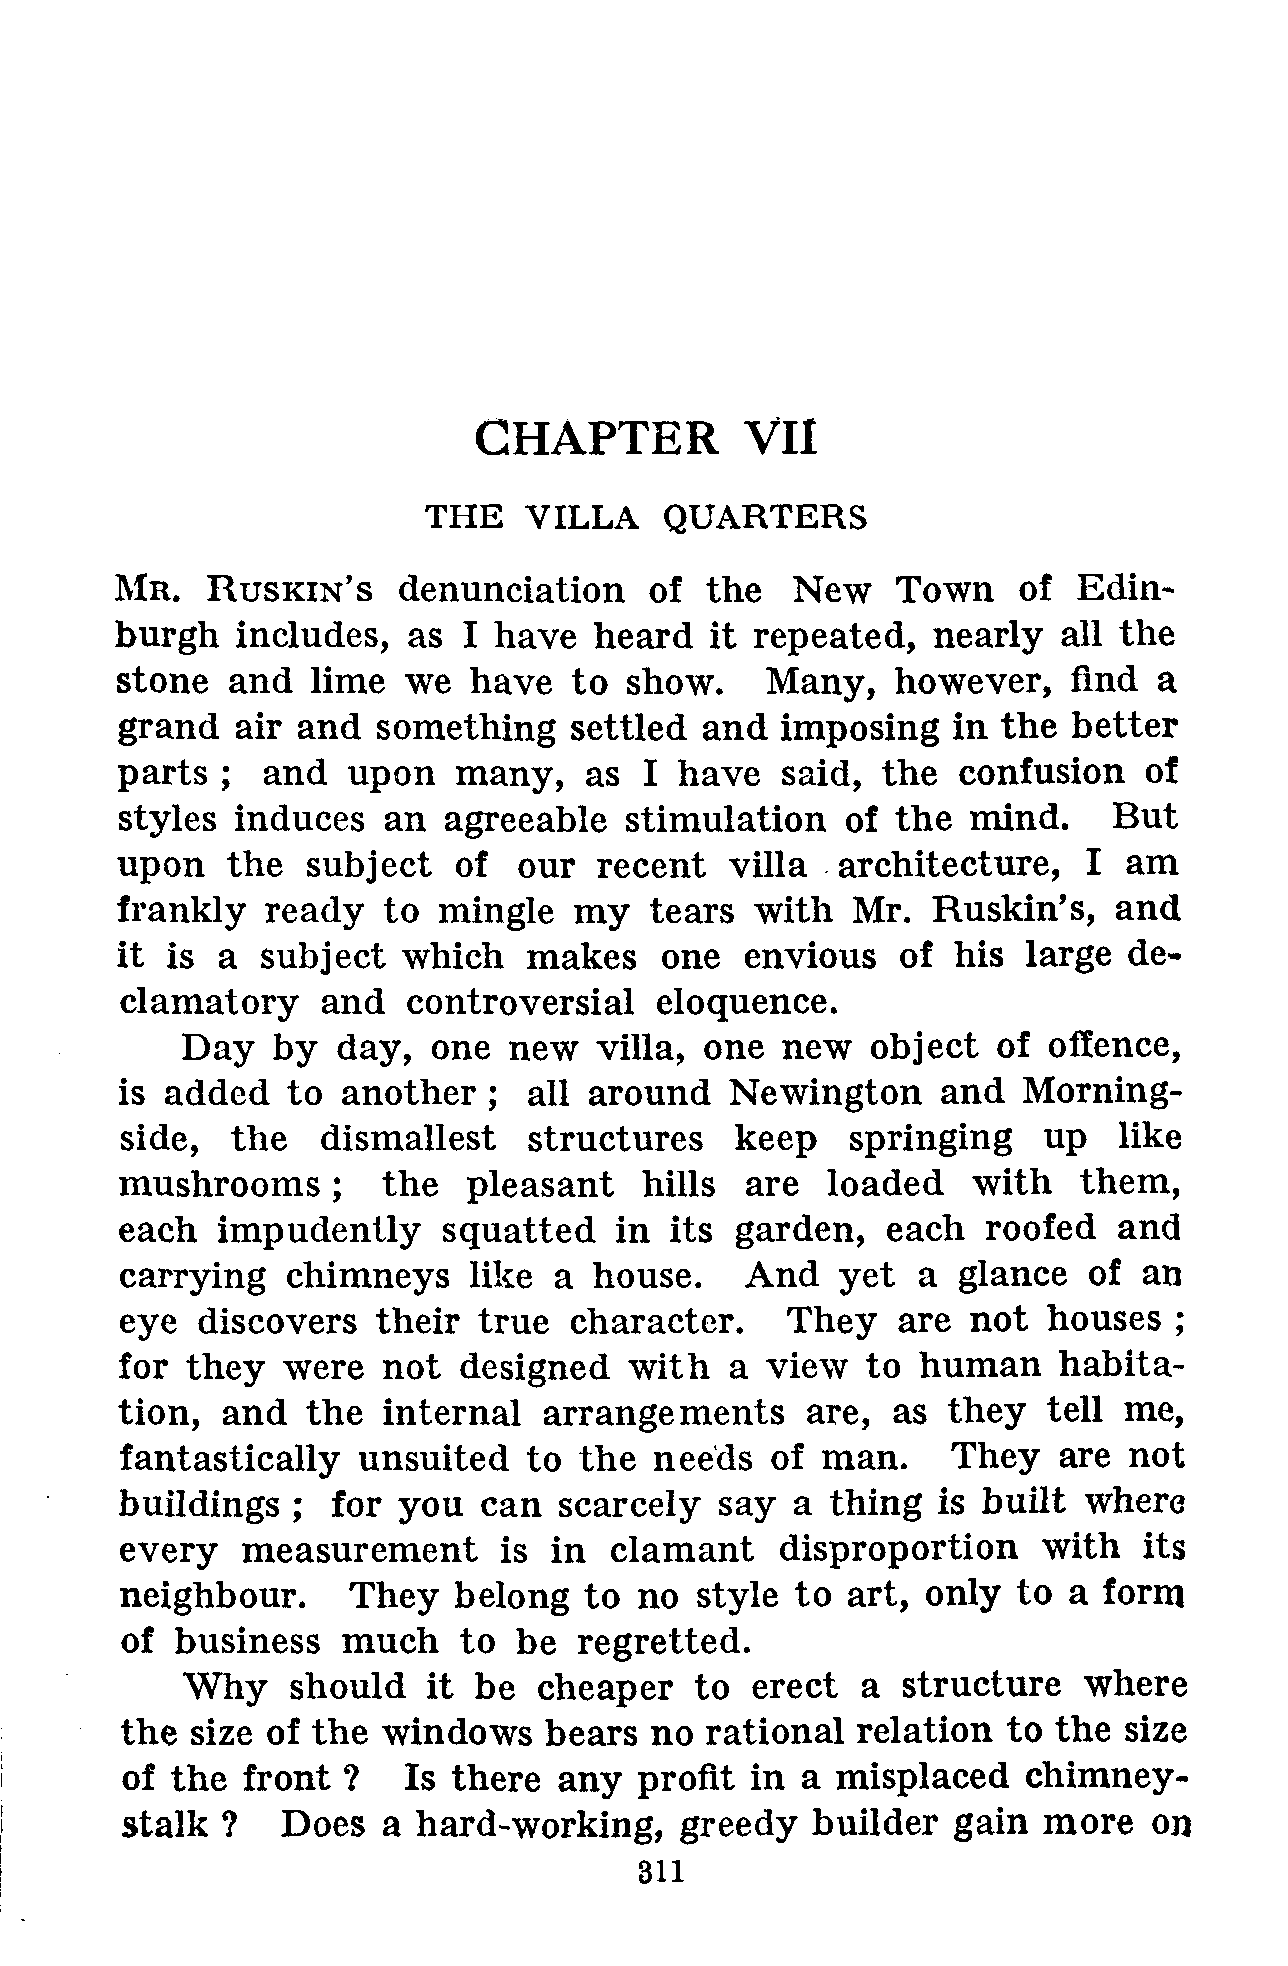 CHAPTER VII
THE VILLA QUARTERS
MR. RUSKIN'S denunciation of the New Town of Edin-
burgh includes, as I have heard it repeated, nearly all the
stone and lime we have to show. Many, however, find a
grand air and something settled and imposing in the better
parts ; and upon many, as I have said, the confusion of
styles induces an agreeable stimulation of the mind. But
upon the subject of our recent villa architecture, I am
frankly ready to mingle my tears with Mr. Ruskin's, and
it is a subject which makes one envious of his large de-
clamatory and controversial eloquence.
Day by day, one new villa, one new object of offence,
is added to another ; all around Newington and Morning-
side, the dismallest structures keep springing up like
mushrooms ; the pleasant hills are loaded with them,
each impudently squatted in its garden, each roofed and
carrying chimneys like a house. And yet a glance of an
eye discovers their true character. They are not houses ;
for they were not designed with a view to human habita-
tion, and the internal arrangements are, as they tell me,
fantastically unsuited to the needs of man. They are not
buildings ; for you can scarcely say a thing is built where
every measurement is in clamant disproportion with its
neighbour. They belong to no style to art, only to a form
of business much to be regretted.
Why should it be cheaper to erect a structure where
the size of the windows bears no rational relation to the size
of the front ? Is there any profit in a misplaced chimney-
stalk ? Does a hard-working, greedy builder gain more on
311